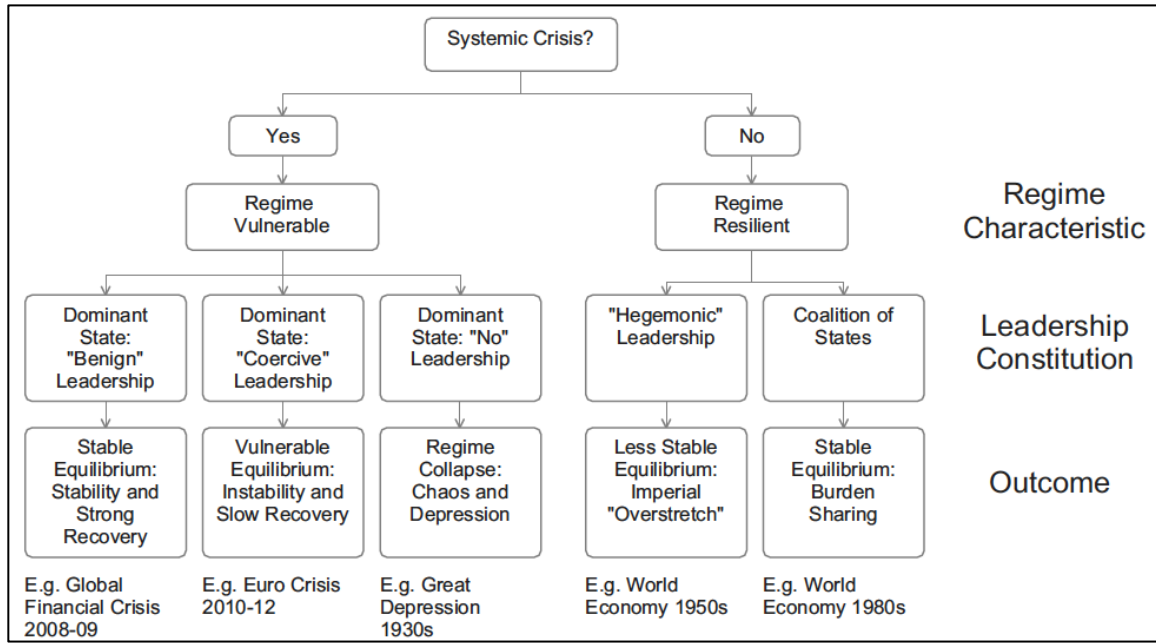 Systemic Crisis?
Yes
No
Regime
Vulnerable
Regime
Resilient
Regime
Characteristic
Dominant
State:
"Benign"
Leadership
Dominant
State:
"Coercive"
Leadership
Dominant
State: "No"
Leadership
"Hegemonic"
Leadership
Coalition of
States
Leadership
Constitution
Stable
Equilibrium:
Stability and
Strong
Recovery
Vulnerable
Equilibrium:
Instability and
Slow Recovery
Regime
Collapse:
Chaos and
Depression
Less Stable
Equilibrium:
Imperial
"Overstretch"
Stable
Equilibrium:
Burden
Sharing
Outcome
E.g. Global
Financial Crisis
2008-09
E.g. Euro Crisis
2010-12
E.g. Great
Depression
1930s
E.g. World
Economy 1950s
E.g. World
Economy 1980s